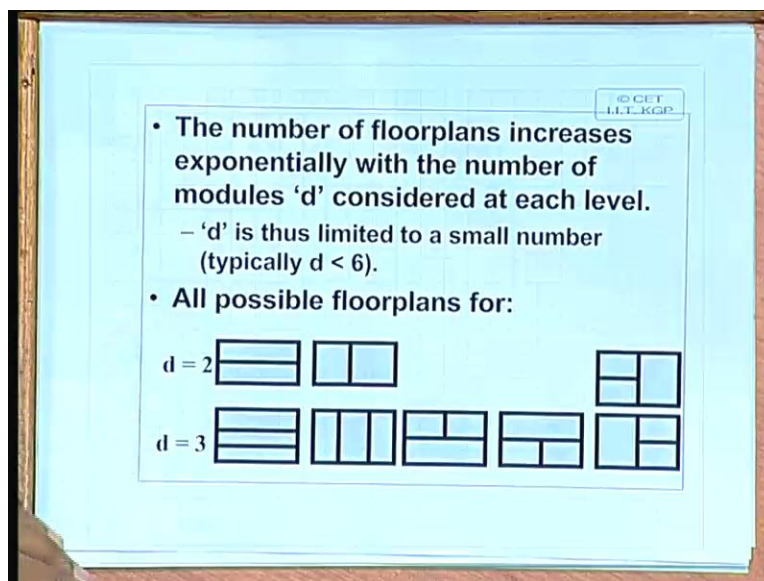 © CET
I.I.T. KGP
• The number of floorplans increases
exponentially with the number of
modules ‘d’ considered at each level.
– ‘d’ is thus limited to a small number
(typically d < 6).
• All possible floorplans for:
d = 2
d = 3